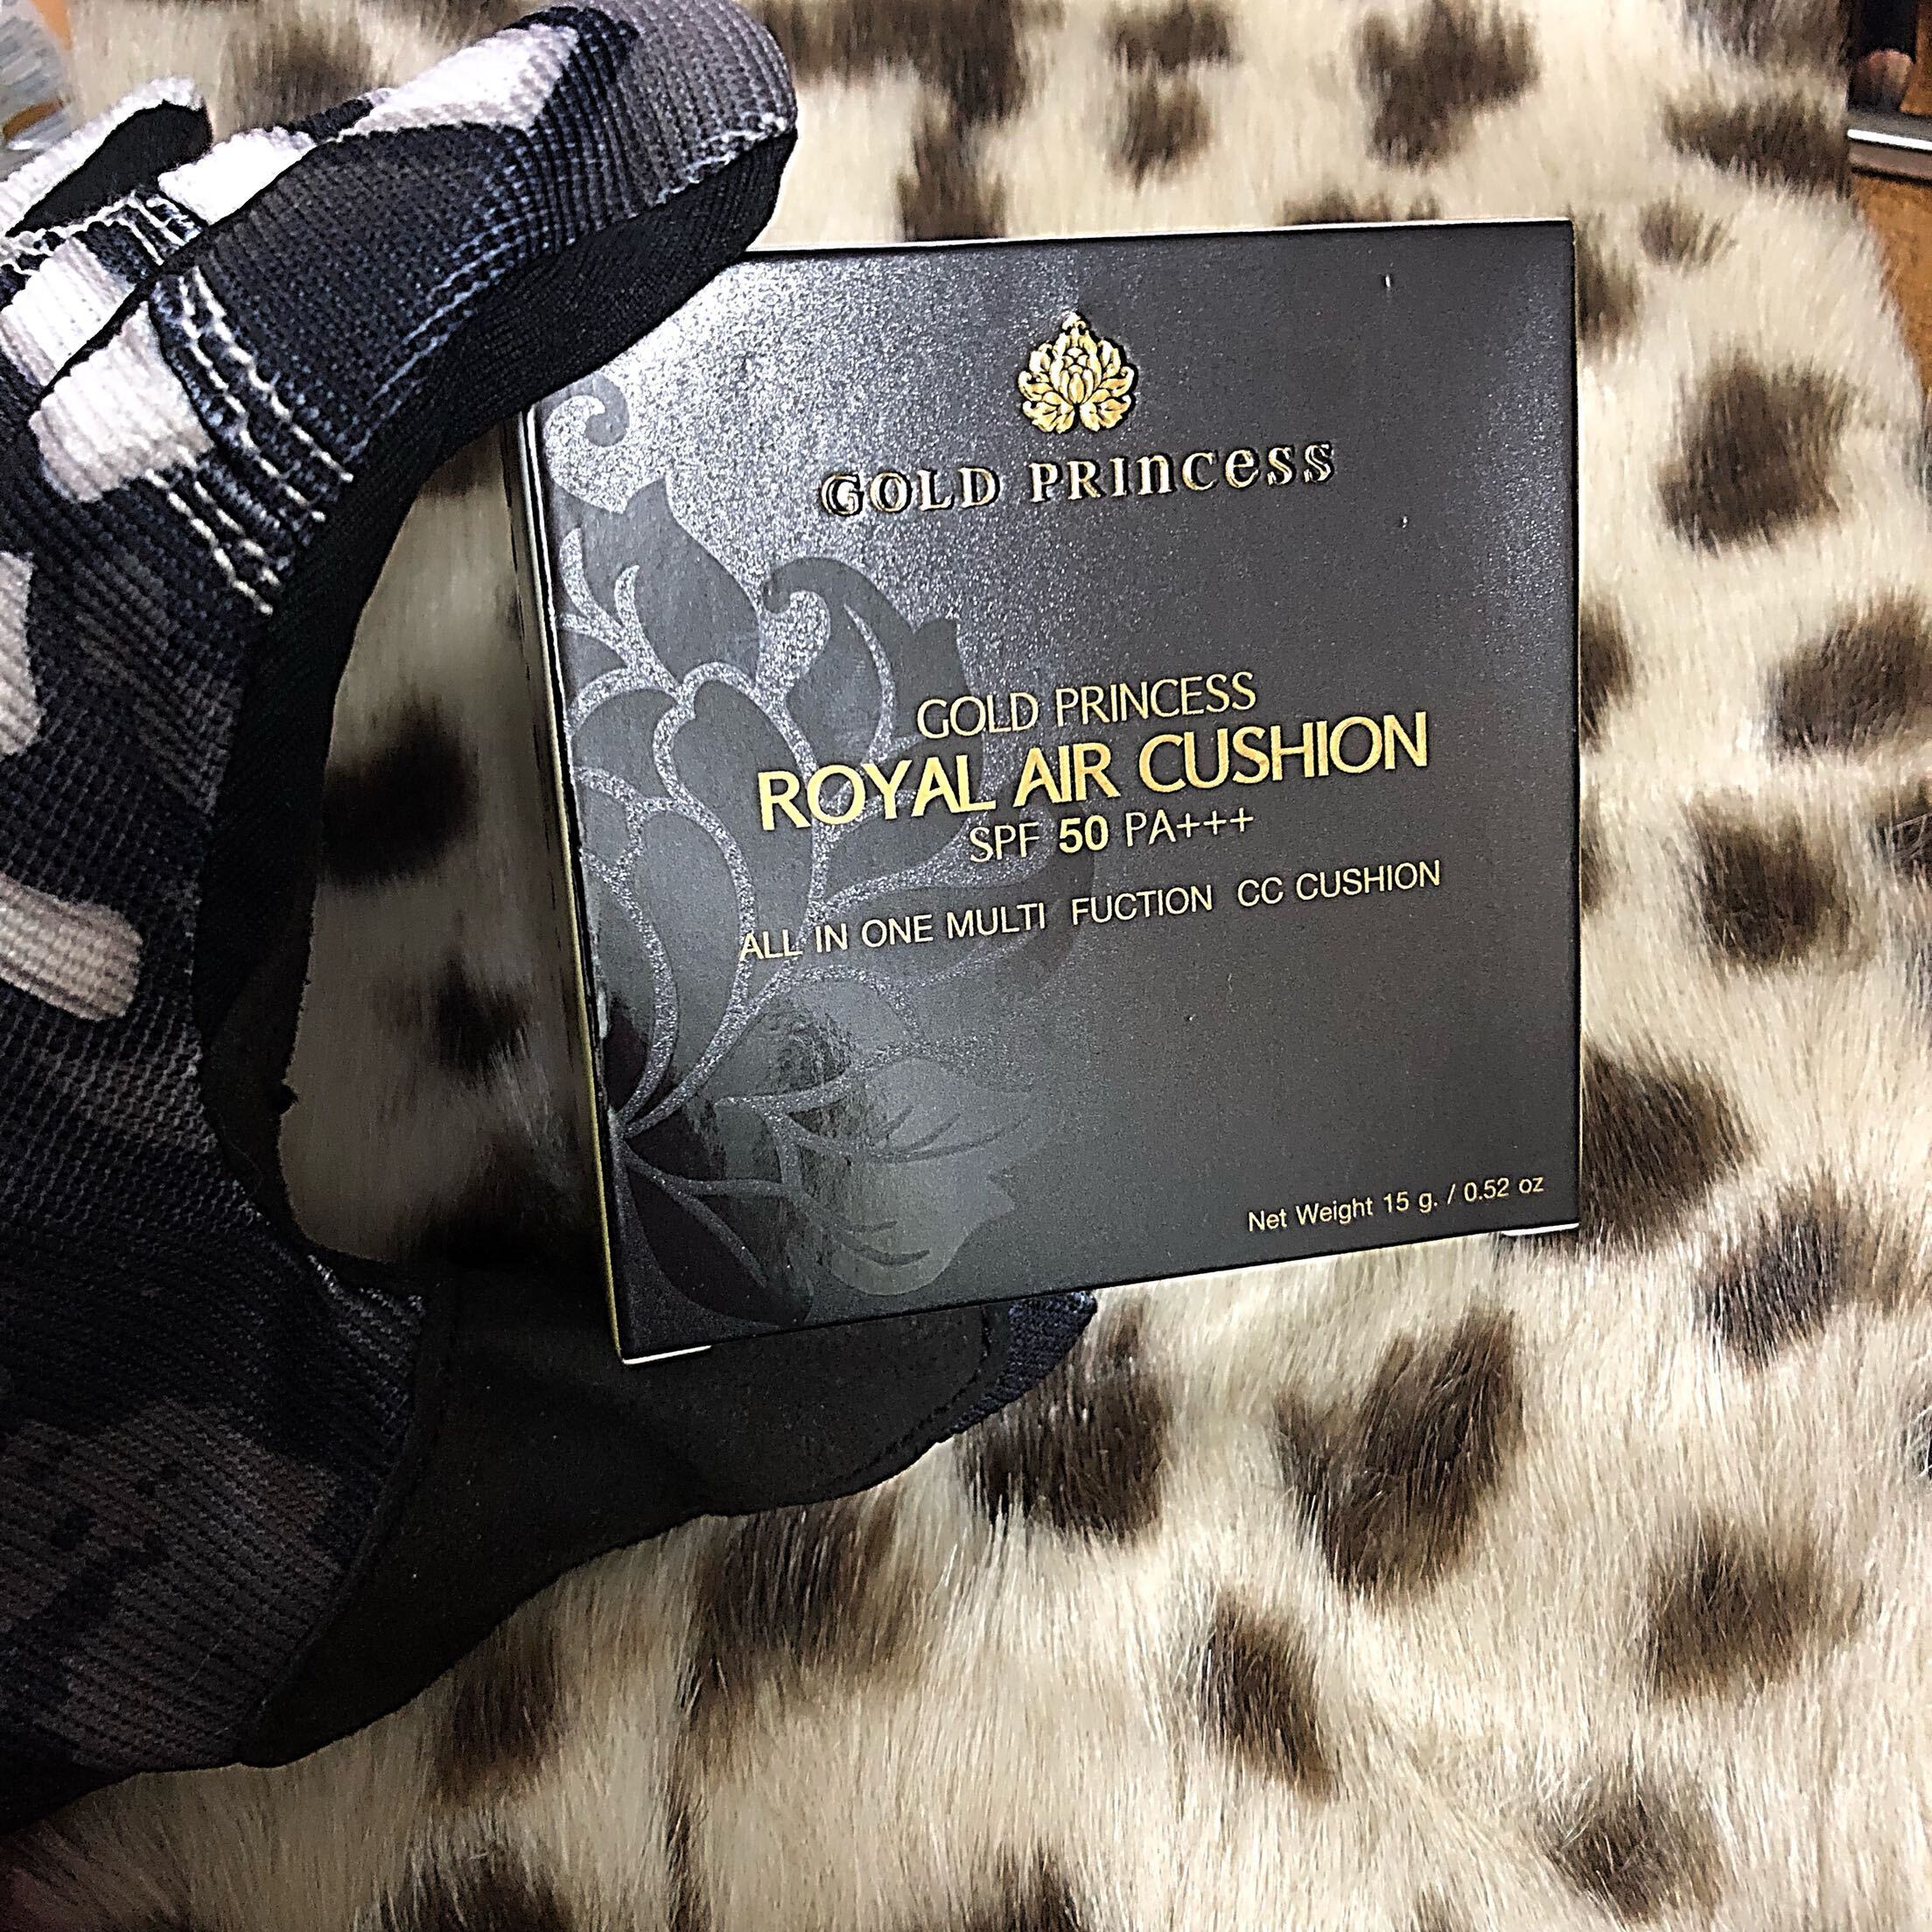 GOLD PRINCESS
GOLD PRINCESS
ROYAL AIR CUSHION
SPF 50 PA+++
ALL IN ONE MULTI FUCTION CC CUSHION
Net Weight 15 g. / 0.52 oz